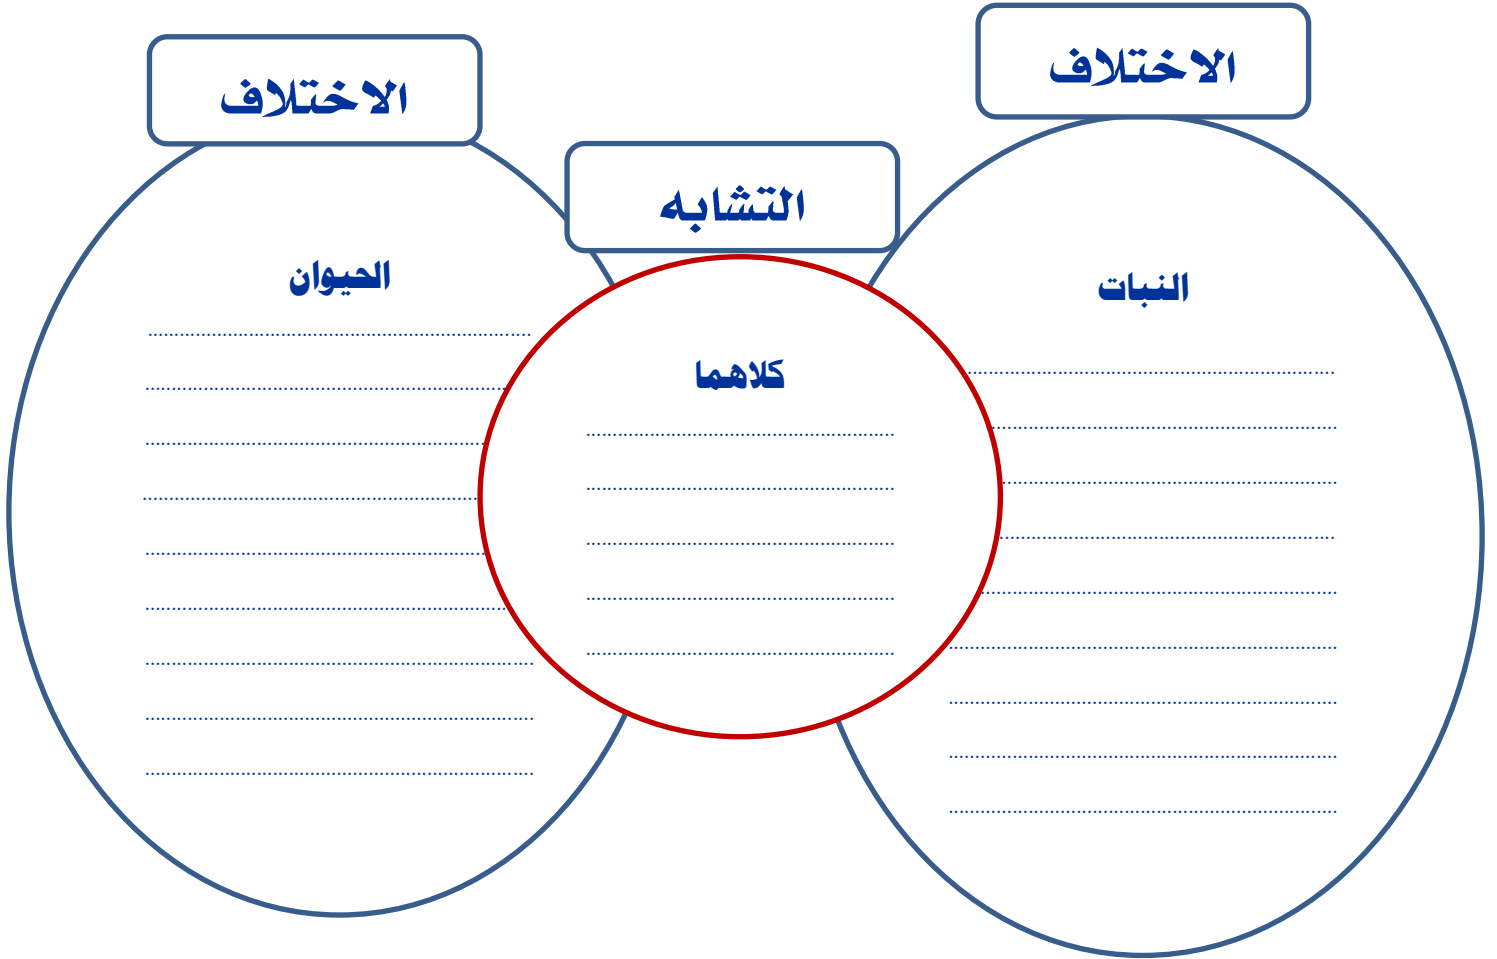 الاختلاف
الاختلاف
التشابه
النبات
الحيوان
كلاهما